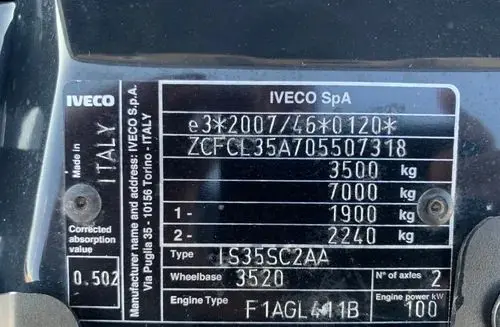 IVECO
Made in
ITALY
Corrected
absorption
value
0.502
Manufacturer name and address: IVECO S.p.A.
Via Puglia 35 - 10156 Torino - ITALY
IVECO SpA
e3*2007/46*0120*
ZCFCL35A705507318
3500 kg
7000 kg
1- 1900 kg
2- 2240 kg
Type IS35SC2AA
Wheelbase 3520 N° of axles 2
Engine Type F1AGL411B Engine power kW 100